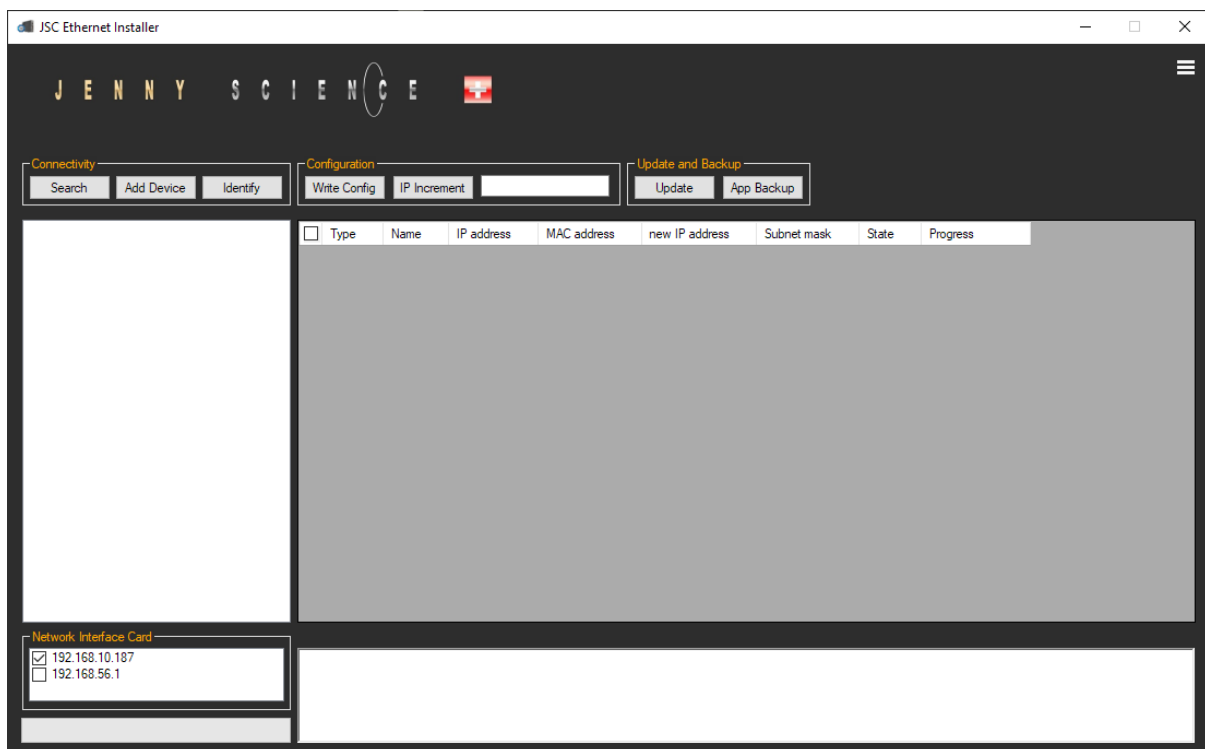 JSC Ethernet Installer
JENNY SCIENCE
Connectivity
Search Add Device Identify
Configuration
Write Config IP Increment
Update and Backup
Update App Backup
Type Name IP address MAC address new IP address Subnet mask State Progress
Network Interface Card
192.168.10.187
192.168.56.1